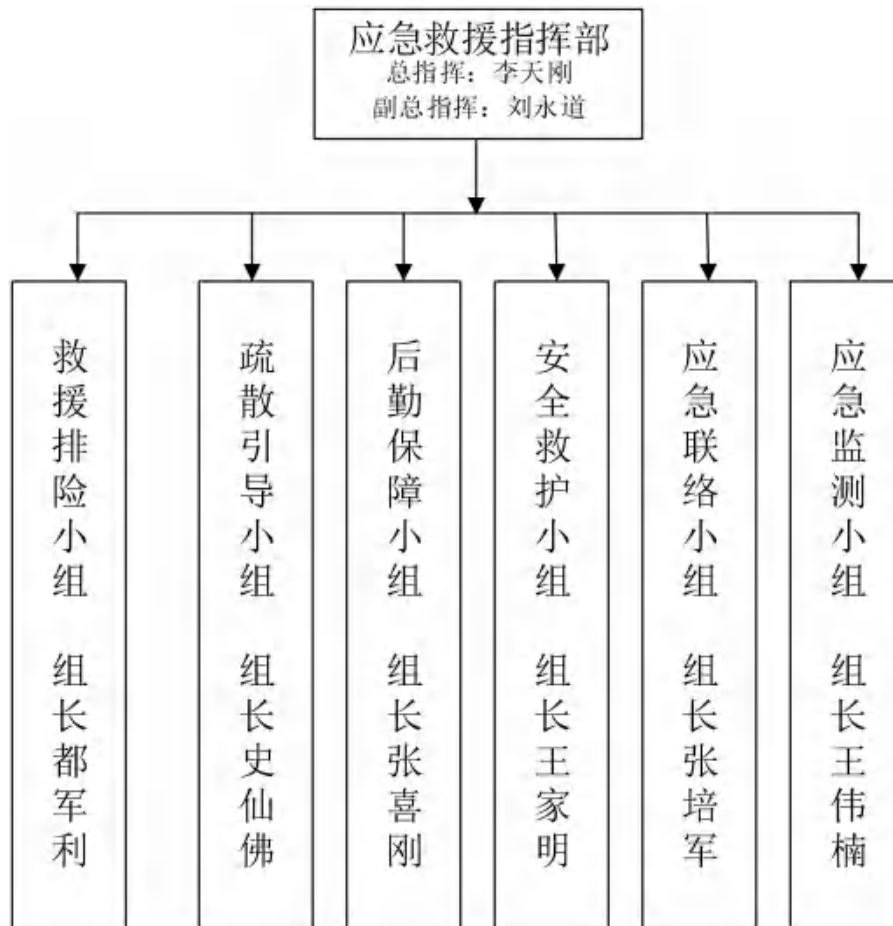 应急救援指挥部
总指挥：李天刚
副总指挥：刘永道
救援排险小组 组长都军利
疏散引导小组 组长史仙佛
后勤保障小组 组长张喜刚
安全救护小组 组长王家明
应急联络小组 组长张培军
应急监测小组 组长王伟楠